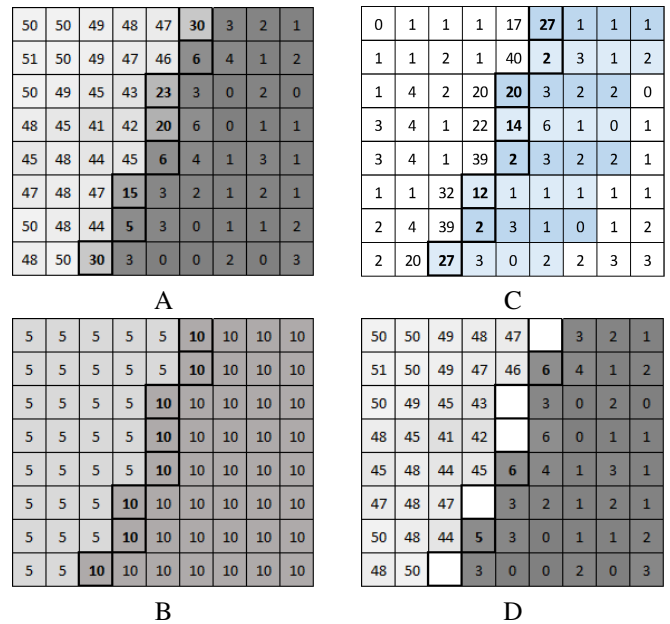 50 50 49 48 47 30 3 2 1
51 50 49 47 46 6 4 1 2
50 49 45 43 23 3 0 2 0
48 45 41 42 20 6 0 1 1
45 48 44 45 6 4 1 3 1
47 48 47 15 3 2 1 2 1
50 48 44 5 3 0 1 1 2
48 50 30 3 0 0 2 0 3
A
0 1 1 1 17 27 1 1 1
1 1 2 1 40 2 3 1 2
1 4 2 20 20 3 2 2 0
3 4 1 22 14 6 1 0 1
3 4 1 39 2 3 2 2 1
1 1 32 12 1 1 1 1 1
2 4 39 2 3 1 0 1 2
2 20 27 3 0 2 2 3 3
C
5 5 5 5 5 10 10 10 10
5 5 5 5 5 10 10 10 10
5 5 5 5 10 10 10 10 10
5 5 5 5 10 10 10 10 10
5 5 5 5 10 10 10 10 10
5 5 5 10 10 10 10 10 10
5 5 5 10 10 10 10 10 10
5 5 10 10 10 10 10 10 10
B
50 50 49 48 47 3 2 1
51 50 49 47 46 6 4 1 2
50 49 45 43 3 0 2 0
48 45 41 42 6 0 1 1
45 48 44 45 6 4 1 3 1
47 48 47 3 2 1 2 1
50 48 44 5 3 0 1 1 2
48 50 3 0 0 2 0 3
D